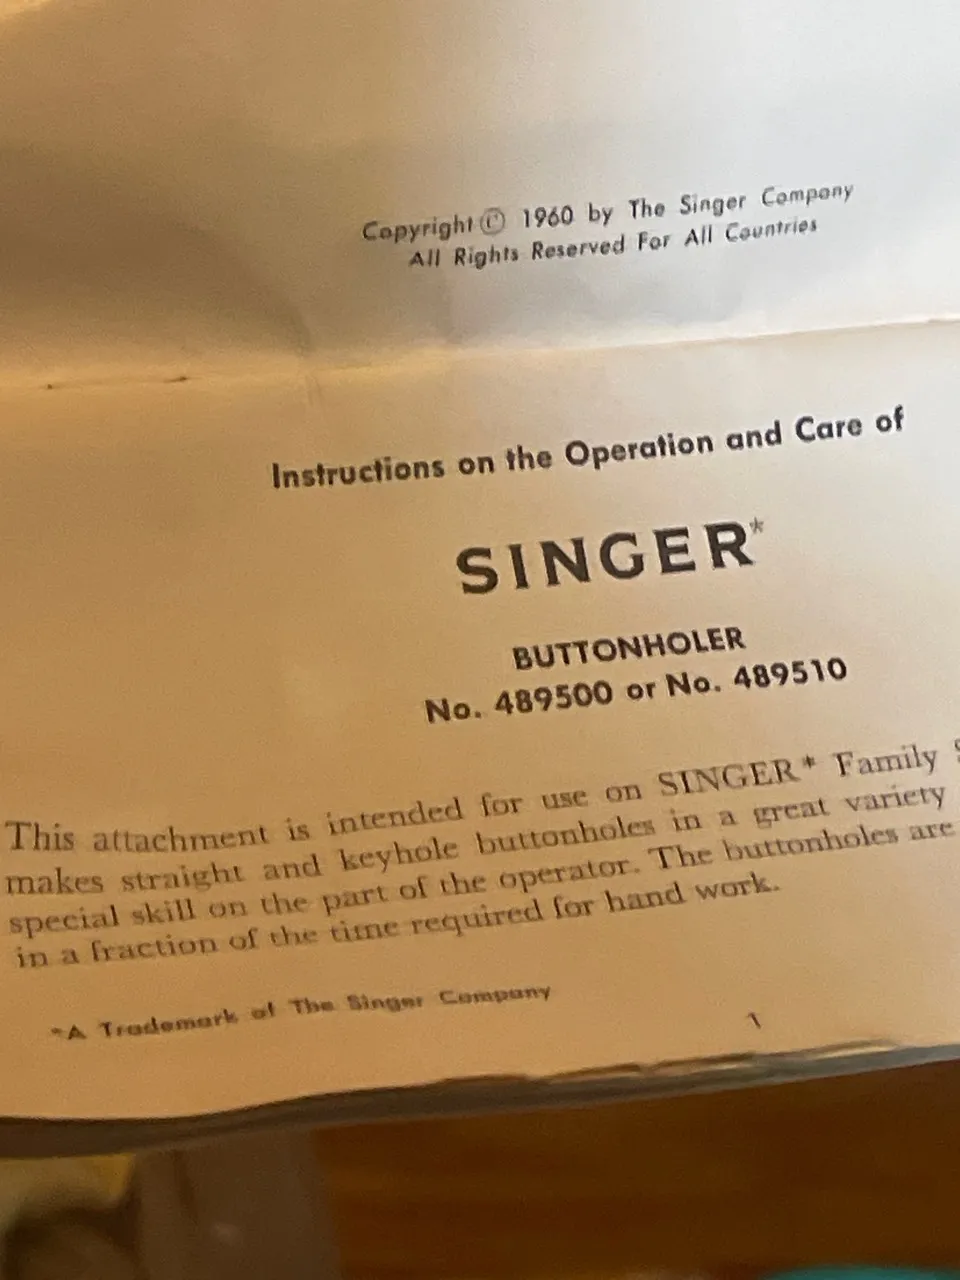 Copyright © 1960 by The Singer Company
All Rights Reserved For All Countries
Instructions on the Operation and Care of
SINGER*
BUTTONHOLER
No. 489500 or No. 489510
This attachment is intended for use on SINGER* Family
makes straight and keyhole buttonholes in a great variety
special skill on the part of the operator. The buttonholes are
in a fraction of the time required for hand work.
*A Trademark of The Singer Company
1